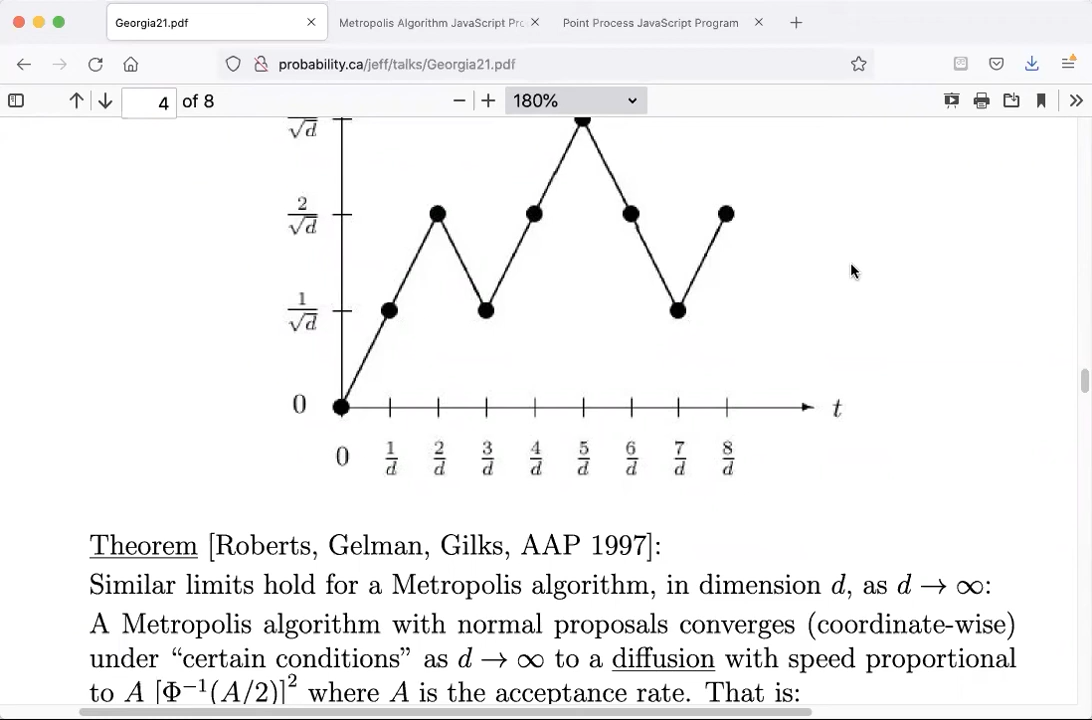 Georgia21.pdf
Metropolis Algorithm JavaScript Pro
Point Process JavaScript Program
probability.ca/jeff/talks/Georgia21.pdf
4 of 8
180%
√d
2/√d
1/√d
0
t
0 1/d 2/d 3/d 4/d 5/d 6/d 7/d 8/d
Theorem [Roberts, Gelman, Gilks, AAP 1997]:
Similar limits hold for a Metropolis algorithm, in dimension d, as d → ∞:
A Metropolis algorithm with normal proposals converges (coordinate-wise)
under “certain conditions” as d → ∞ to a diffusion with speed proportional
to A [Φ⁻¹(A/2)]² where A is the acceptance rate. That is: